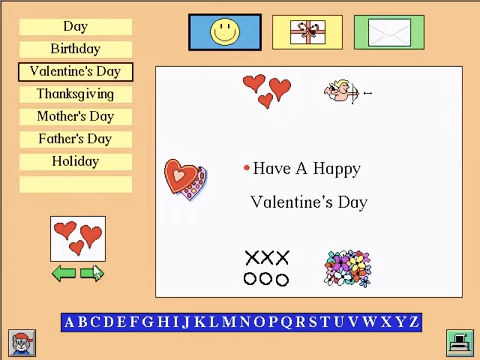 Day
Birthday
Valentine's Day
Thanksgiving
Mother's Day
Father's Day
Holiday
Have A Happy
Valentine's Day
XXX
OOO
A B C D E F G H I J K L M N O P Q R S T U V W X Y Z